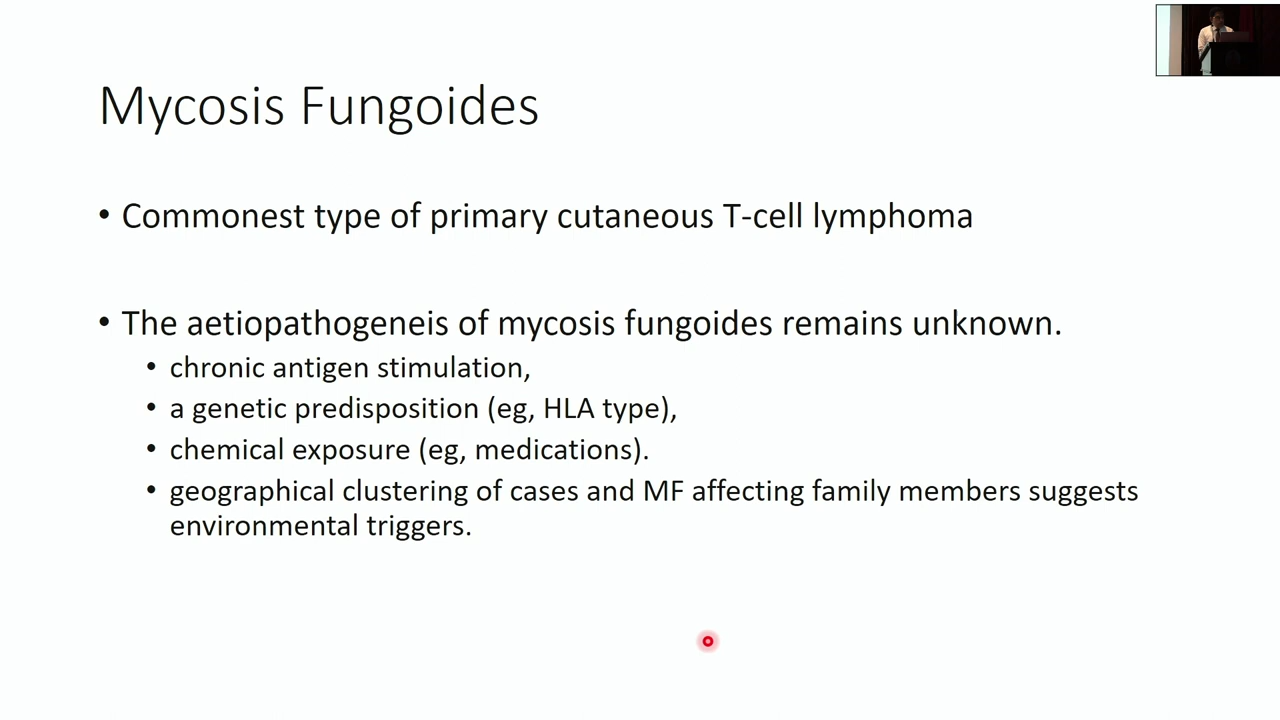 Mycosis Fungoides
• Commonest type of primary cutaneous T-cell lymphoma
• The aetiopathogeneis of mycosis fungoides remains unknown.
• chronic antigen stimulation,
• a genetic predisposition (eg, HLA type),
• chemical exposure (eg, medications).
• geographical clustering of cases and MF affecting family members suggests
environmental triggers.